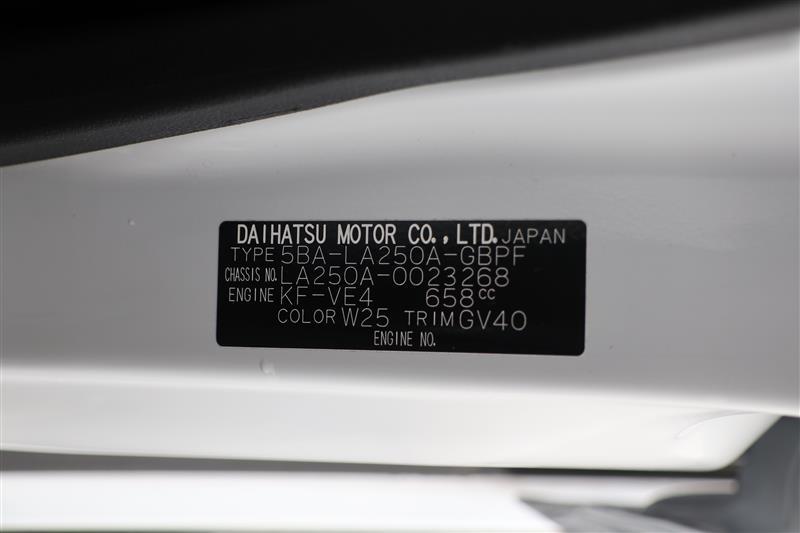 DAIHATSU MOTOR CO., LTD. JAPAN
TYPE 5BA-LA250A-GBPF
CHASSIS NO. LA250A-0023268
ENGINE KF-VE4 658cc
COLOR W25 TRIM GV40
ENGINE NO.